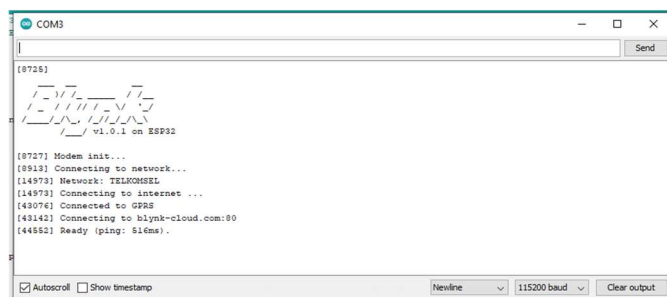 COM3
Send
[8725]
    ___  __          __
   / _ )/ /_ _____  / /__
  / _  / / // / _ \/  '_/
 /____/_/\_, /_//_/_/\_\
        /___/ v1.0.1 on ESP32
[8727] Modem init...
[8913] Connecting to network...
[14973] Network: TELKOMSEL
[14973] Connecting to internet ...
[43076] Connected to GPRS
[43142] Connecting to blynk-cloud.com:80
[44552] Ready (ping: 516ms).
Autoscroll Show timestamp Newline 115200 baud Clear output